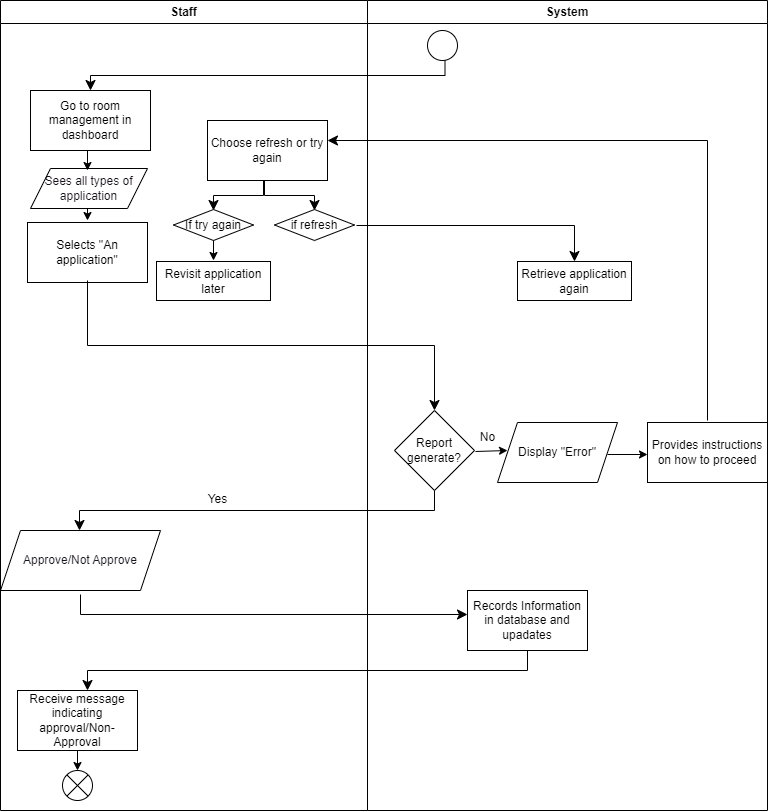 Staff
System
Go to room
management in
dashboard
Sees all types of
application
Selects "An
application"
Choose refresh or try
again
If try again
if refresh
Revisit application
later
Retrieve application
again
Report
generate?
No
Display "Error"
Provides instructions
on how to proceed
Yes
Approve/Not Approve
Records Information
in database and
upadates
Receive message
indicating
approval/Non-
Approval